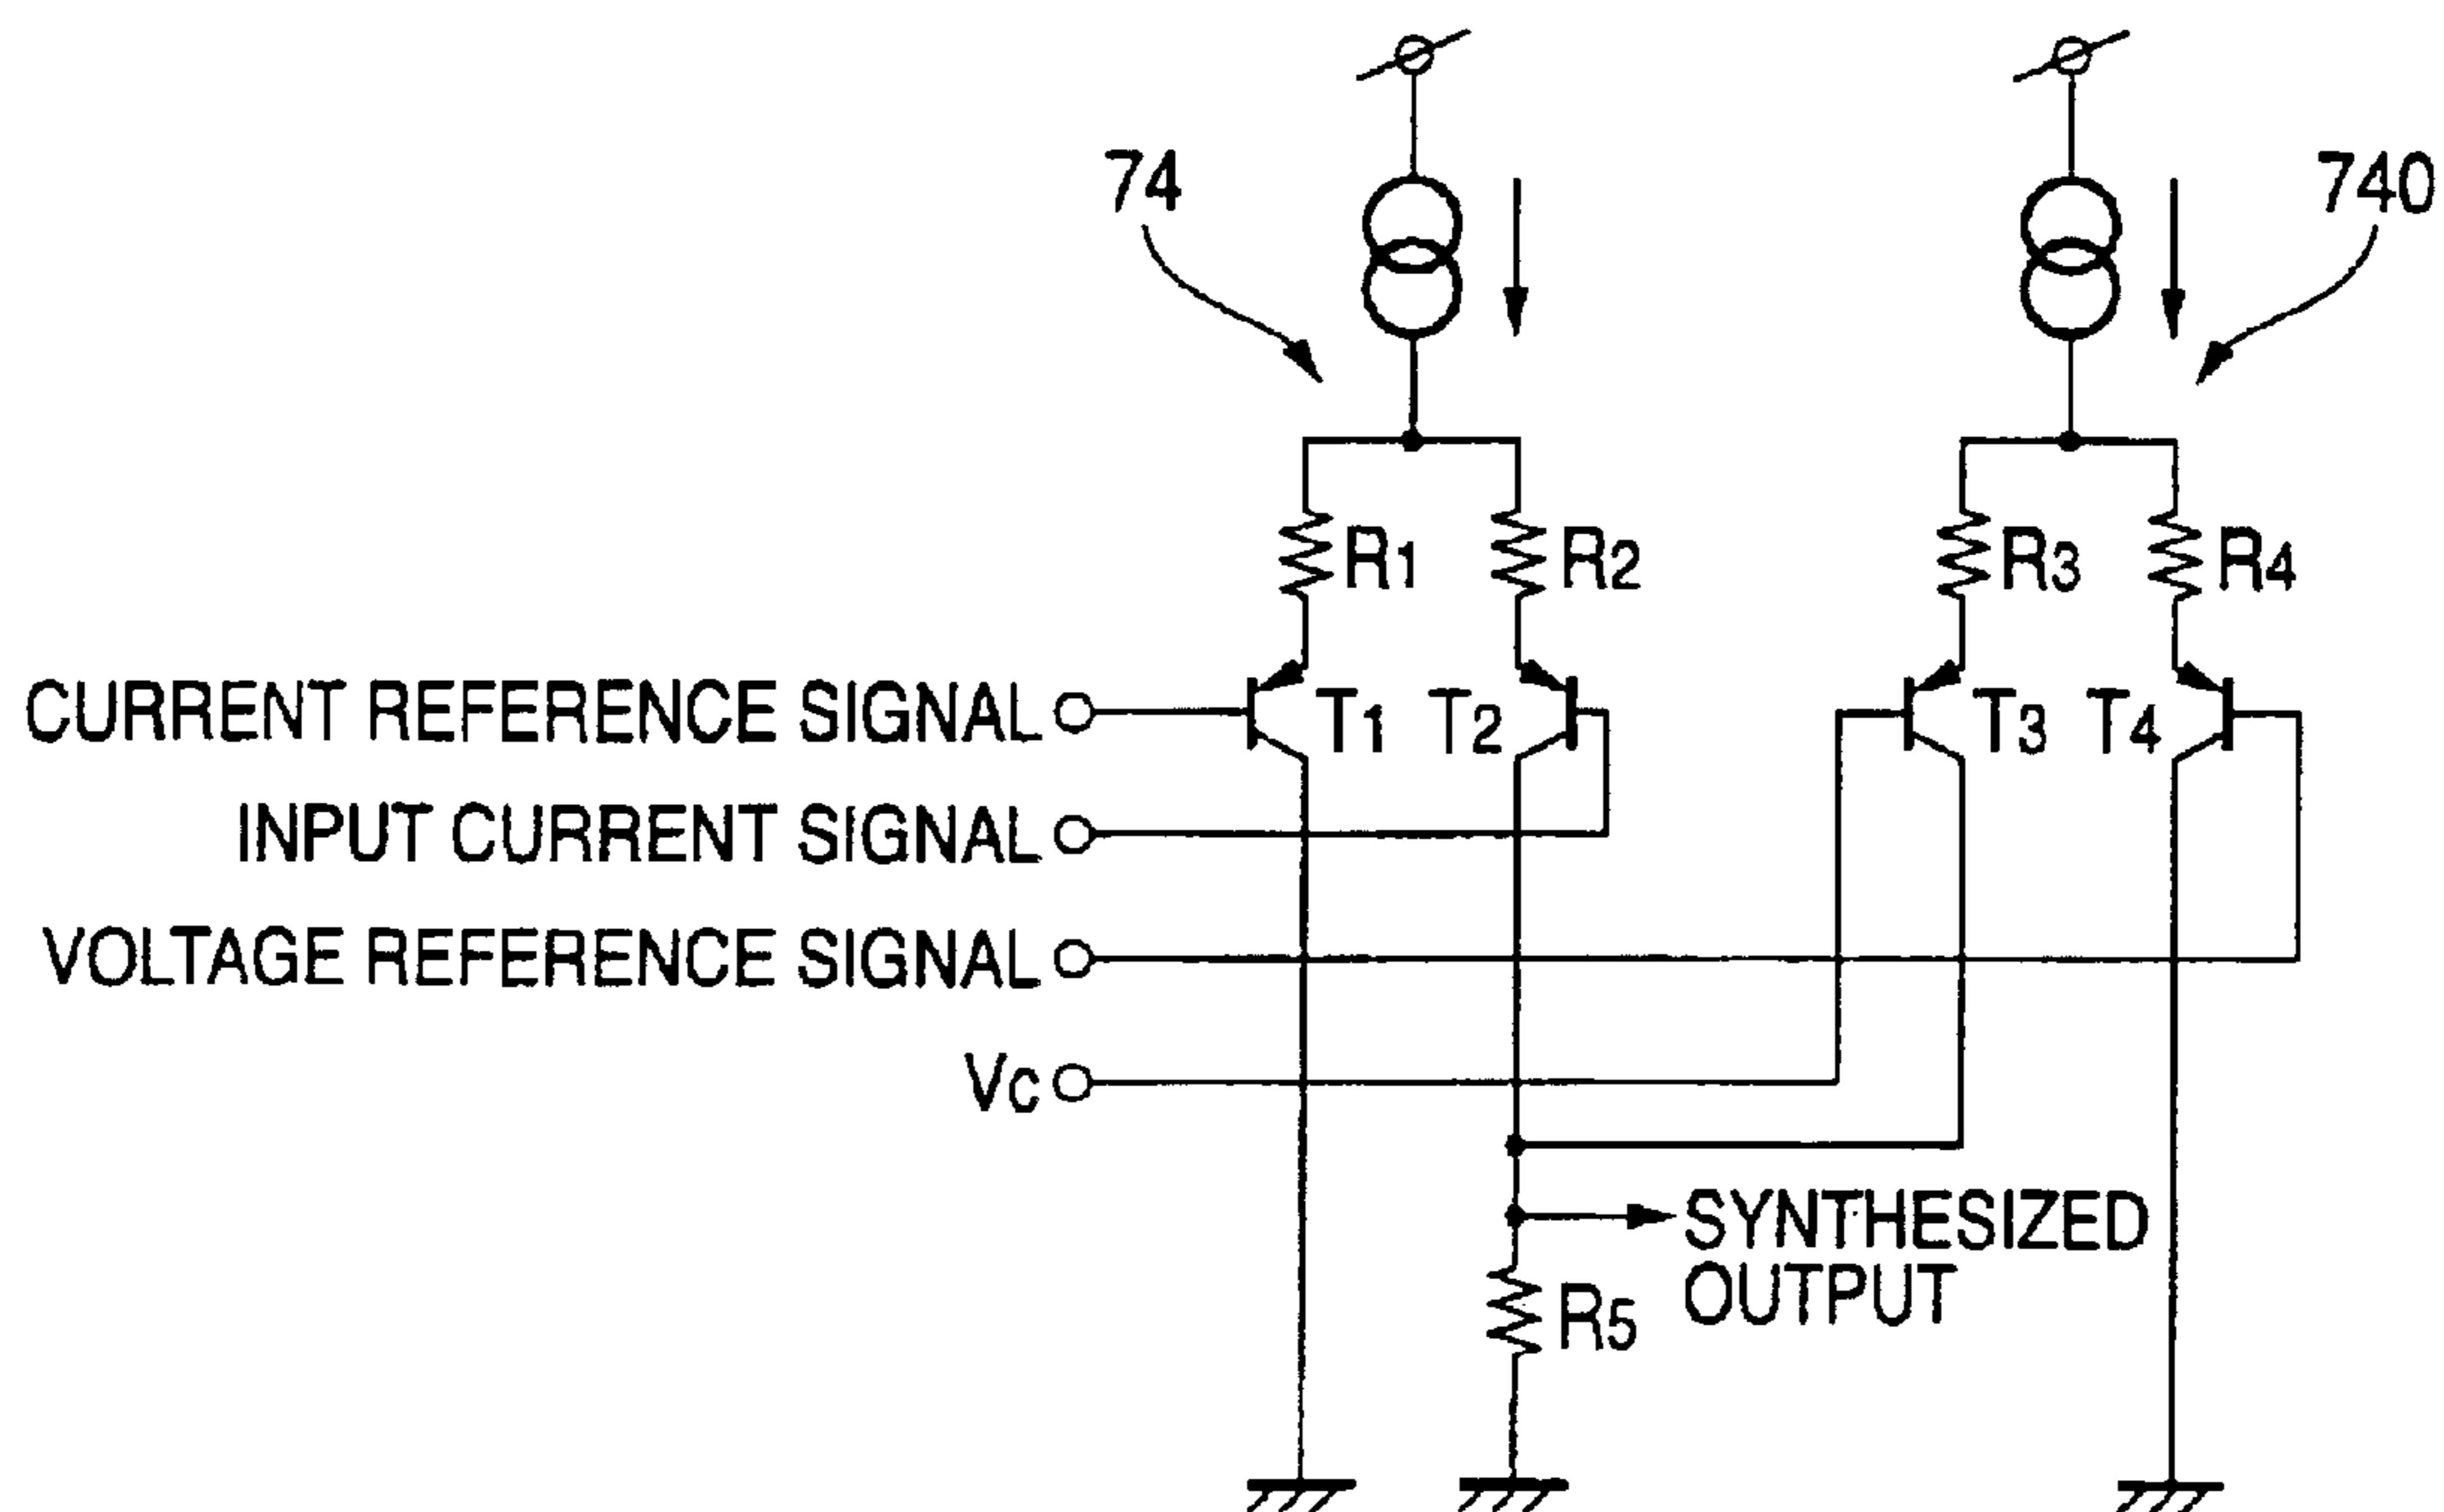 74
740
R1
R2
R3
R4
CURRENT REFERENCE SIGNAL
T1
T2
T3
T4
INPUT CURRENT SIGNAL
VOLTAGE REFERENCE SIGNAL
Vc
SYNTHESIZED
OUTPUT
R5